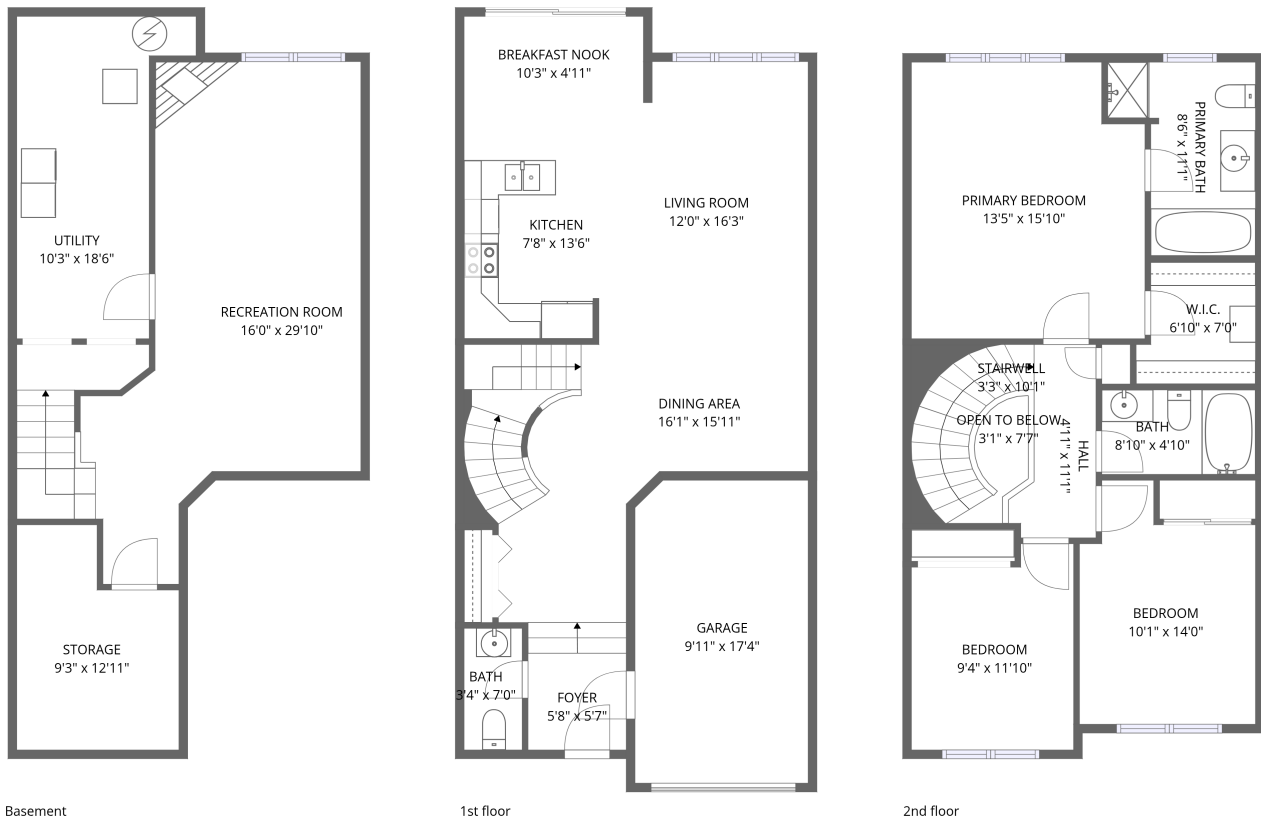 UTILITY
10'3" x 18'6"
RECREATION ROOM
16'0" x 29'10"
STORAGE
9'3" x 12'11"
Basement
BREAKFAST NOOK
10'3" x 4'11"
LIVING ROOM
12'0" x 16'3"
KITCHEN
7'8" x 13'6"
DINING AREA
16'1" x 15'11"
GARAGE
9'11" x 17'4"
BATH
3'4" x 7'0"
FOYER
5'8" x 5'7"
1st floor
PRIMARY BATH
8'6" x 11'1"
PRIMARY BEDROOM
13'5" x 15'10"
W.I.C.
6'10" x 7'0"
STAIRWELL
3'3" x 10'1"
OPEN TO BELOW
3'1" x 7'7"
HALL
4'11" x 11'1"
BATH
8'10" x 4'10"
BEDROOM
10'1" x 14'0"
BEDROOM
9'4" x 11'10"
2nd floor